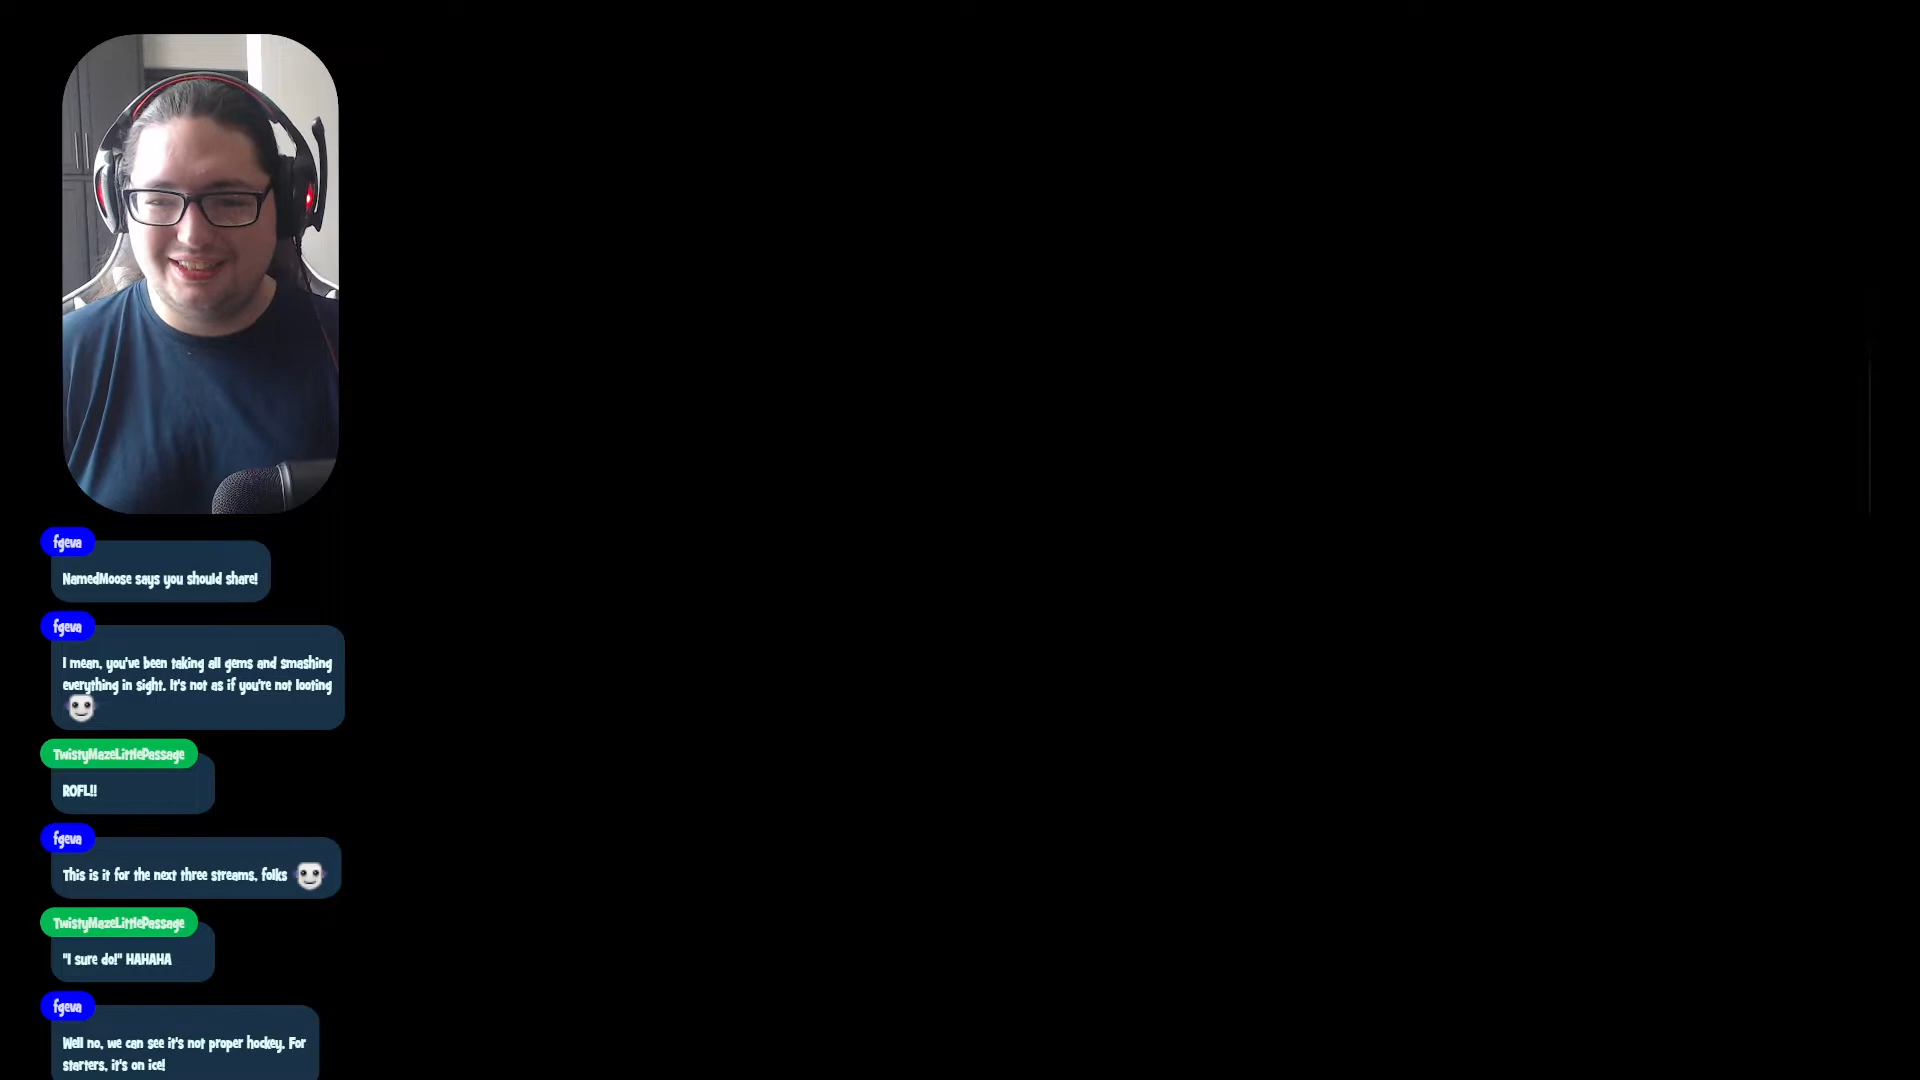 fgeva
NamedMoose says you should share!
fgeva
I mean, you've been taking all gems and smashing
everything in sight. It's not as if you're not looting
TwistyMazeLittlePassage
ROFL!!
fgeva
This is it for the next three streams, folks
TwistyMazeLittlePassage
"I sure do!" HAHAHA
fgeva
Well no, we can see it's not proper hockey. For
starters, it's on ice!